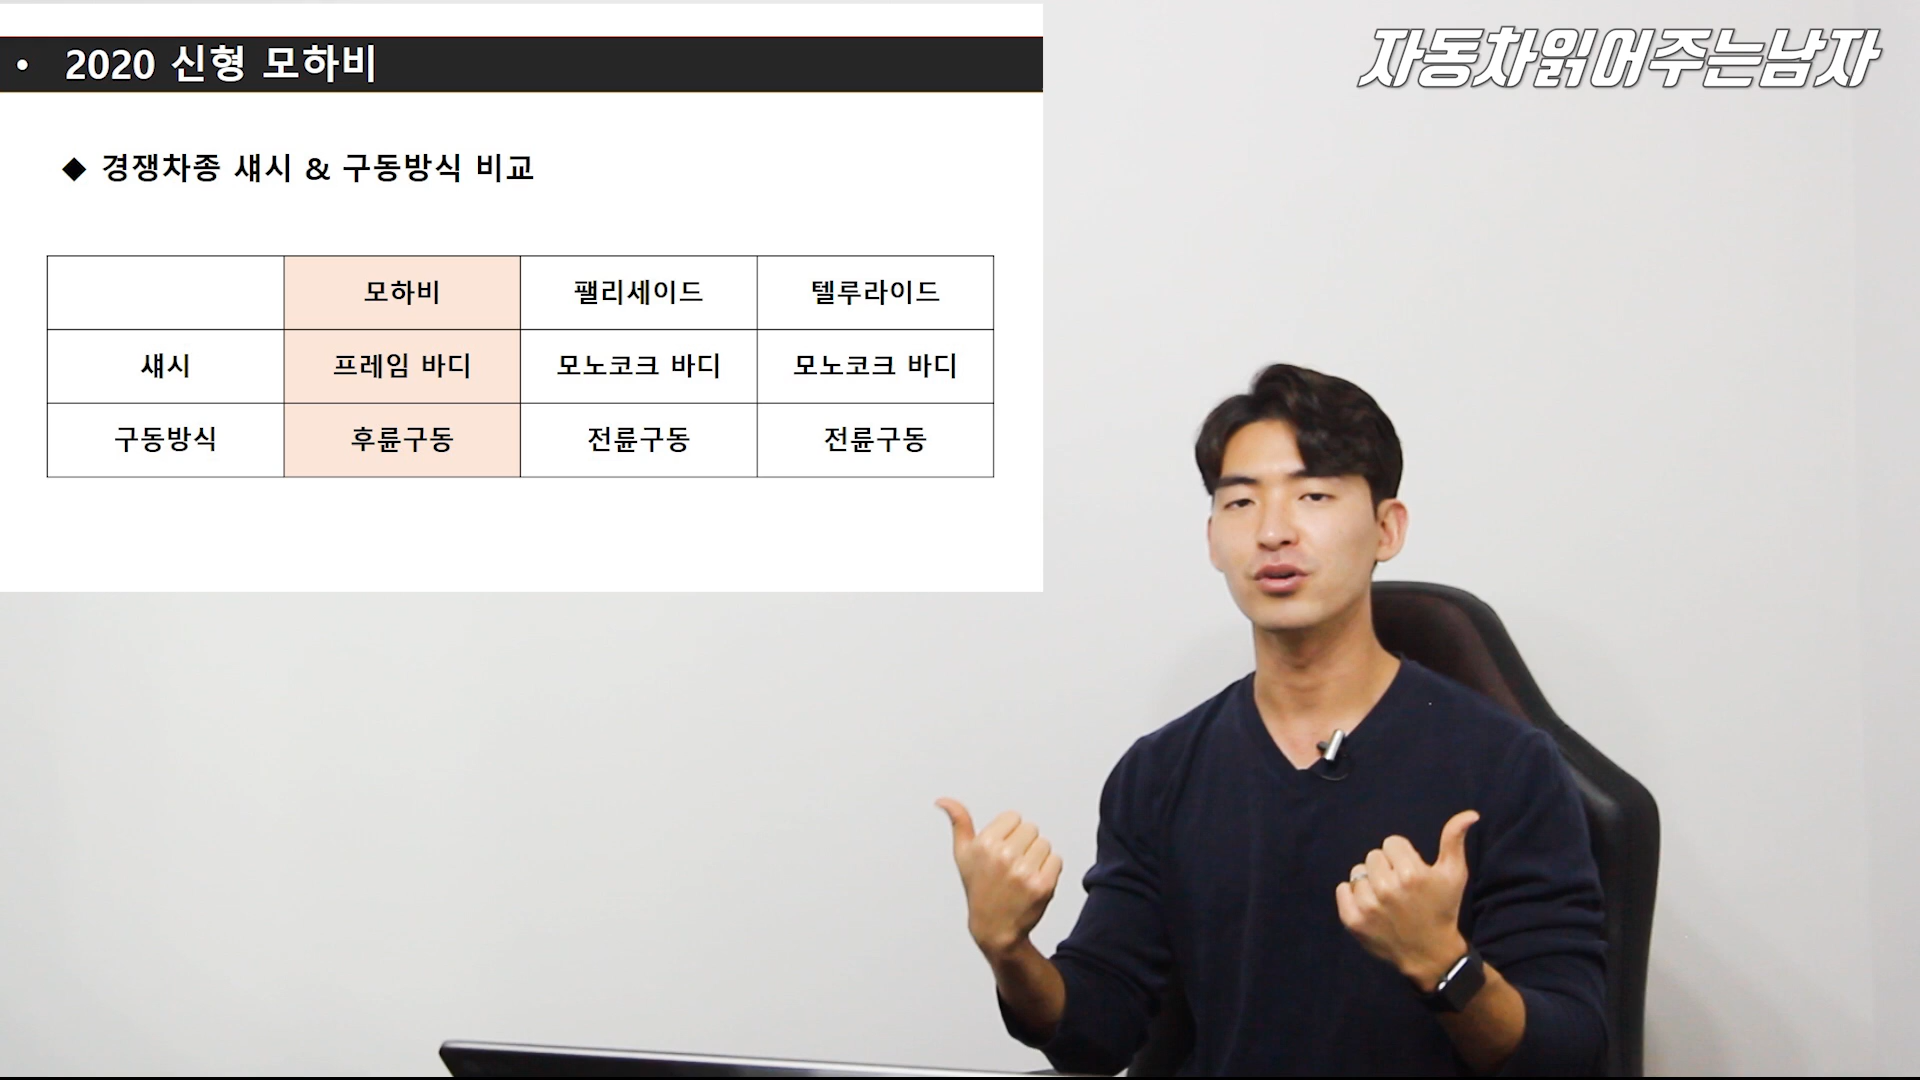 • 2020 신형 모하비
자동차읽어주는남자
◆ 경쟁차종 섀시 & 구동방식 비교
모하비 팰리세이드 텔루라이드
섀시 프레임 바디 모노코크 바디 모노코크 바디
구동방식 후륜구동 전륜구동 전륜구동